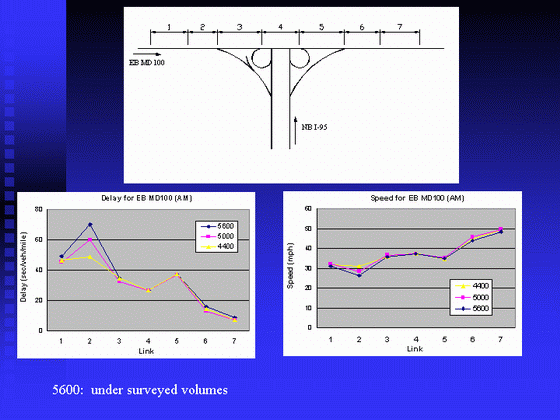 1 2 3 4 5 6 7
EB MD100
NB I-95
Delay for EB MD100 (AM)
80
60
40
20
0
Delay (sec/veh/mile)
5600
5000
4400
1 2 3 4 5 6 7
Link
Speed for EB MD100 (AM)
60
50
40
30
20
10
0
Speed (mph)
4400
5000
5600
1 2 3 4 5 6 7
Link
5600: under surveyed volumes